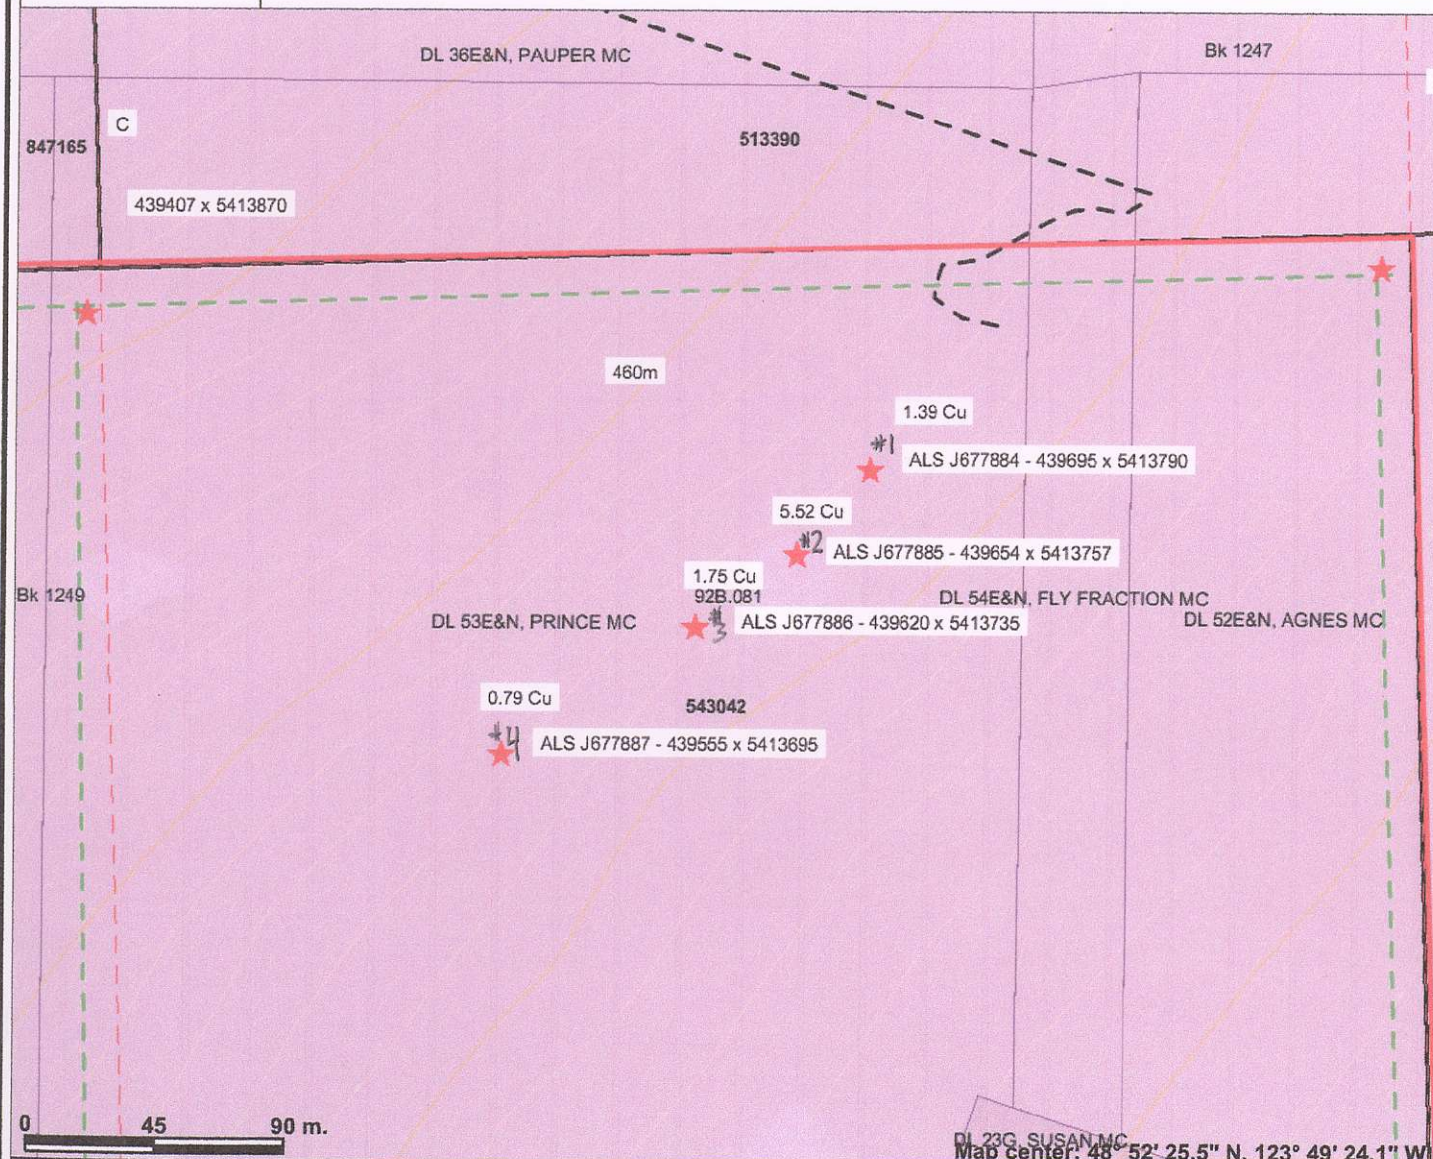 DL 36E&N, PAUPER MC
Bk 1247
C
847165
513390
439407 x 5413870
460m
1.39 Cu
#1
ALS J677884 - 439695 x 5413790
5.52 Cu
#2
ALS J677885 - 439654 x 5413757
1.75 Cu
92B.081
Bk 1249
DL 54E&N, FLY FRACTION MC
DL 53E&N, PRINCE MC
#3
ALS J677886 - 439620 x 5413735
DL 52E&N, AGNES MC
0.79 Cu
543042
#4
ALS J677887 - 439555 x 5413695
0 45 90 m.
DL 23G, SUSAN MC
Map center: 48° 52' 25.5" N, 123° 49' 24.1" W